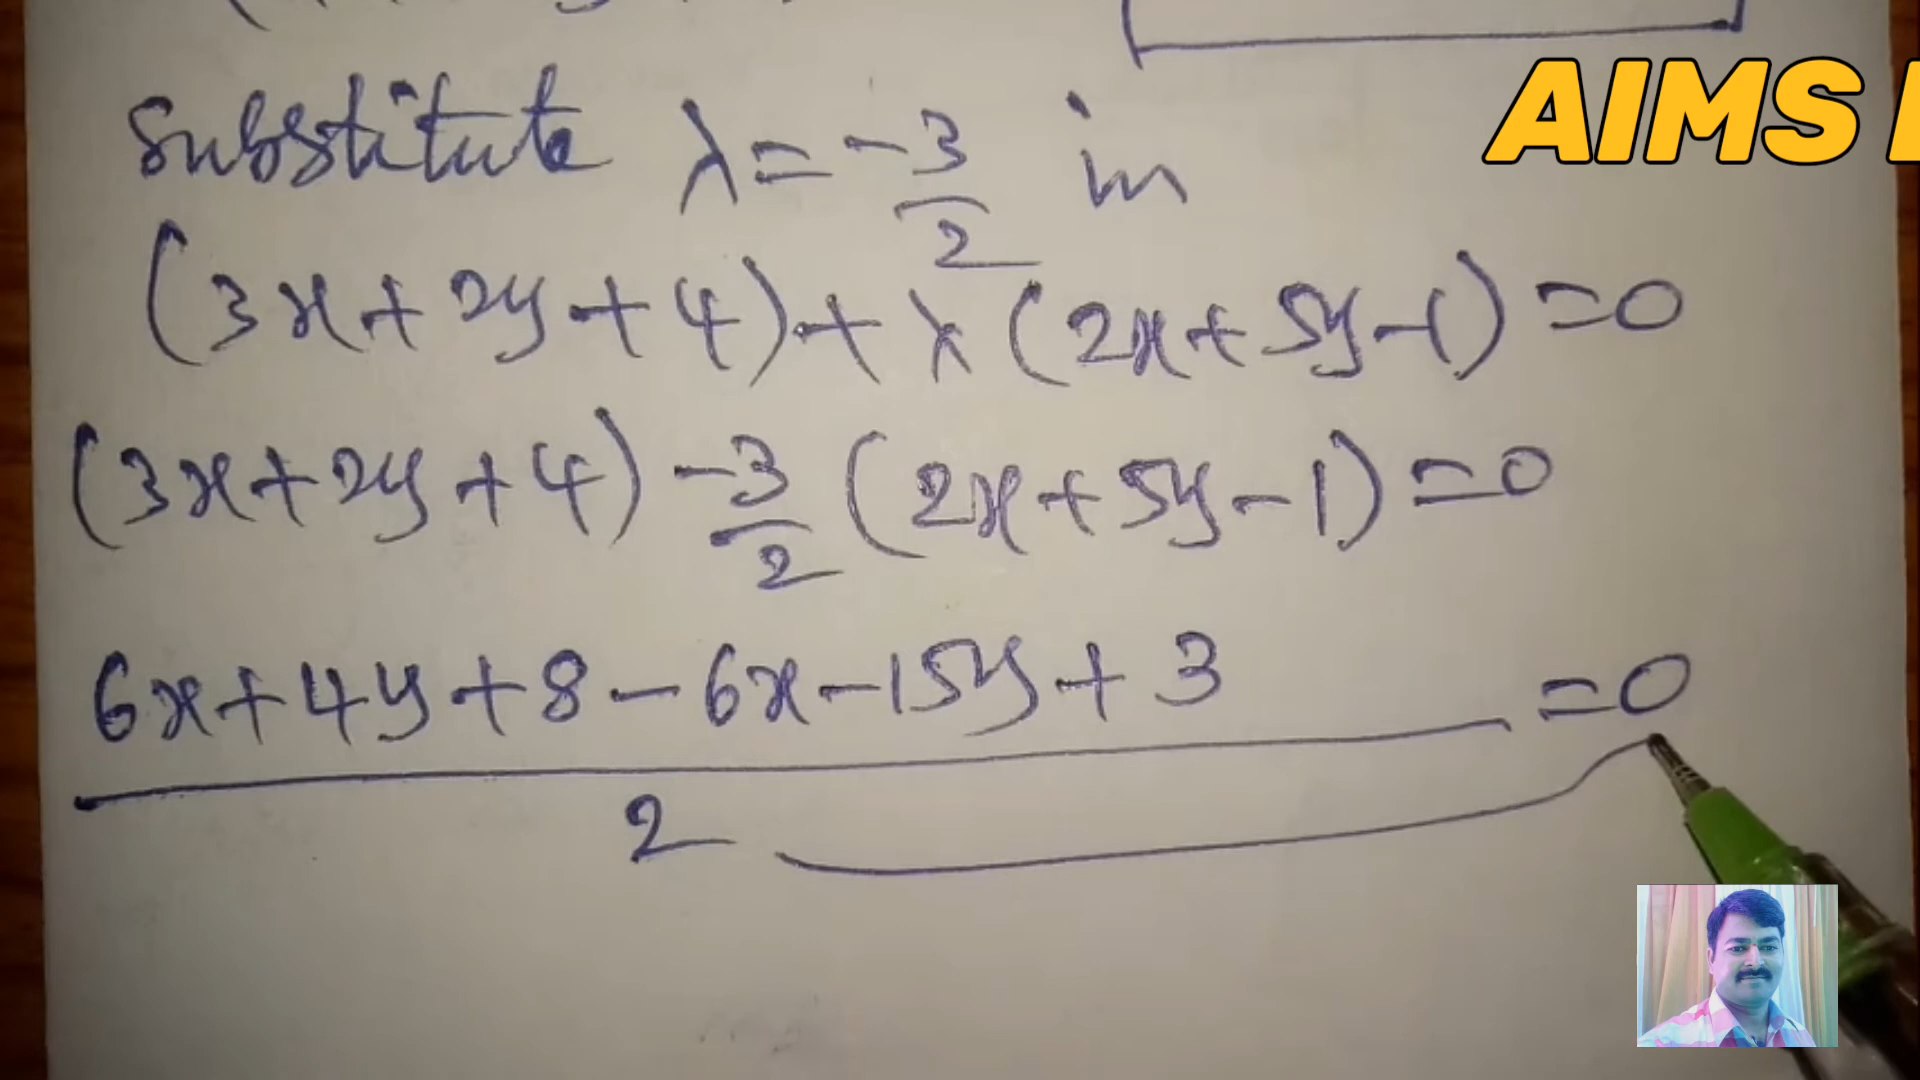 AIMS
Substitute λ = -3/2 in
(3x+2y+4)+λ(2x+5y-1)=0
(3x+2y+4) -3/2 (2x+5y-1)=0
6x+4y+8-6x-15y+3 =0
2